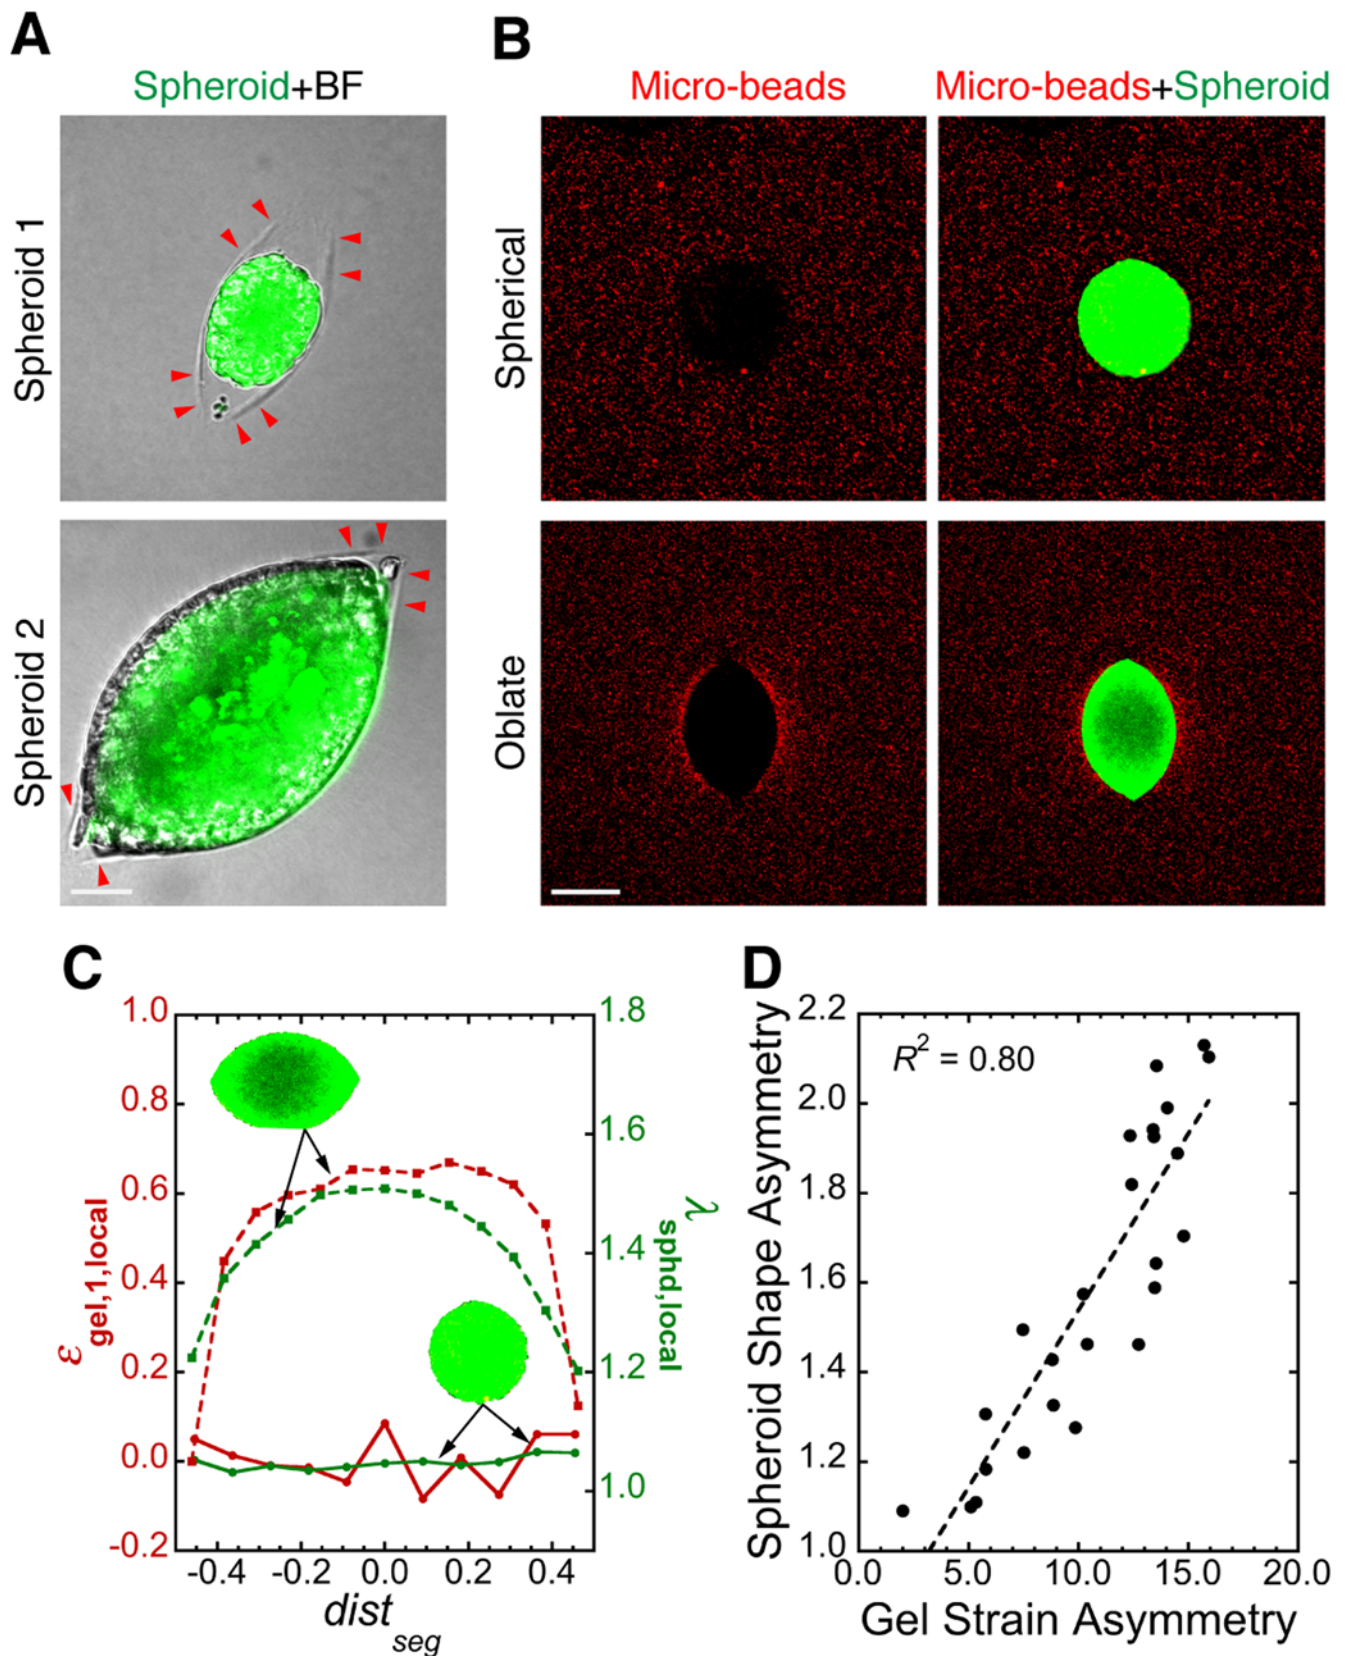 A
B
Spheroid+BF
Micro-beads
Micro-beads+Spheroid
Spheroid 1
Spherical
Spheroid 2
Oblate
C
D
1.0
0.8
0.6
0.4
0.2
0.0
-0.2
ε gel,1,local
1.8
1.6
1.4
1.2
1.0
λ sphd,local
-0.4 -0.2 0.0 0.2 0.4
dist seg
R² = 0.80
2.2
2.0
1.8
1.6
1.4
1.2
1.0
Spheroid Shape Asymmetry
0.0 5.0 10.0 15.0 20.0
Gel Strain Asymmetry